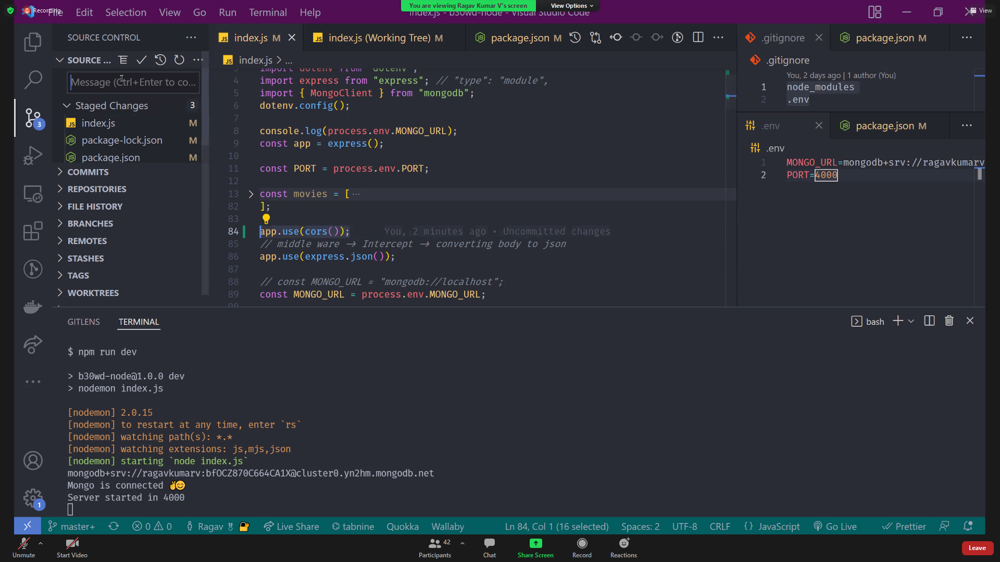 Recording
File Edit Selection View Go Run Terminal Help
You are viewing Ragav Kumar V's screen
View Options
index.js - b30wd-node - Visual Studio Code
View
SOURCE CONTROL
SOURCE ...
Message (Ctrl+Enter to co...
Staged Changes 3
index.js M
package-lock.json M
package.json M
COMMITS
REPOSITORIES
FILE HISTORY
BRANCHES
REMOTES
STASHES
TAGS
WORKTREES
3
1
index.js M
index.js (Working Tree) M
package.json M
index.js > ...
3 import dotenv from "dotenv";
4 import express from "express"; // "type": "module",
5 import { MongoClient } from "mongodb";
6 dotenv.config();
7
8 console.log(process.env.MONGO_URL);
9 const app = express();
10
11 const PORT = process.env.PORT;
12
13 const movies = [ ...
82 ];
83
84 app.use(cors()); You, 2 minutes ago • Uncommitted changes
85 // middle ware → Intercept → converting body to json
86 app.use(express.json());
87
88 // const MONGO_URL = "mongodb://localhost";
89 const MONGO_URL = process.env.MONGO_URL;
90
.gitignore
package.json M
.gitignore
You, 2 days ago | 1 author (You)
1 node_modules
2 .env
.env
package.json M
.env
1 MONGO_URL=mongodb+srv://ragavkumarv
2 PORT=4000
GITLENS TERMINAL
bash
$ npm run dev
> b30wd-node@1.0.0 dev
> nodemon index.js
[nodemon] 2.0.15
[nodemon] to restart at any time, enter `rs`
[nodemon] watching path(s): *.*
[nodemon] watching extensions: js,mjs,json
[nodemon] starting `node index.js`
mongodb+srv://ragavkumarv:bfOCZ870C664CA1X@cluster0.yn2hm.mongodb.net
Mongo is connected ✌😊
Server started in 4000
master+ 0 0 Ragav Live Share tabnine Quokka Wallaby Ln 84, Col 1 (16 selected) Spaces: 2 UTF-8 CRLF {} JavaScript Go Live Prettier
Unmute
Start Video
Participants 42
Chat
Share Screen
Record
Reactions
Leave